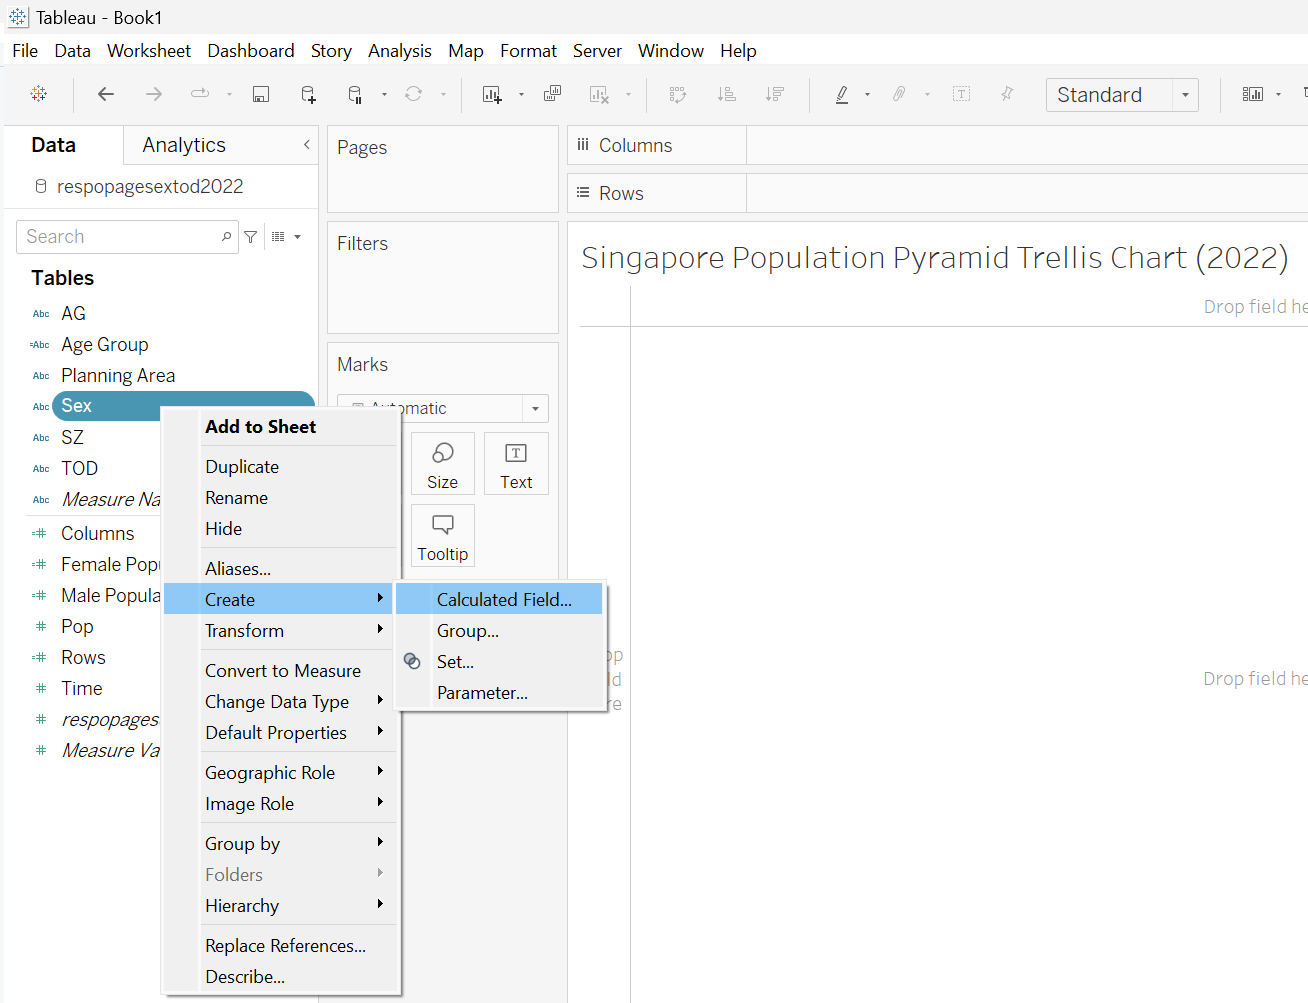 Tableau - Book1
File Data Worksheet Dashboard Story Analysis Map Format Server Window Help
Standard
Data Analytics
respopagesextod2022
Search
Tables
Abc AG
=Abc Age Group
Abc Planning Area
Abc Sex
Abc SZ
Abc TOD
Abc Measure Na
Columns
Female Popu
Male Popula
Pop
Rows
Time
respopages
Measure Va
Add to Sheet
Duplicate
Rename
Hide
Aliases...
Create
Transform
Convert to Measure
Change Data Type
Default Properties
Geographic Role
Image Role
Group by
Folders
Hierarchy
Replace References...
Describe...
Calculated Field...
Group...
Set...
Parameter...
Pages
Filters
Marks
Automatic
Size
Text
Tooltip
Columns
Rows
Singapore Population Pyramid Trellis Chart (2022)
Drop field he
Drop field he